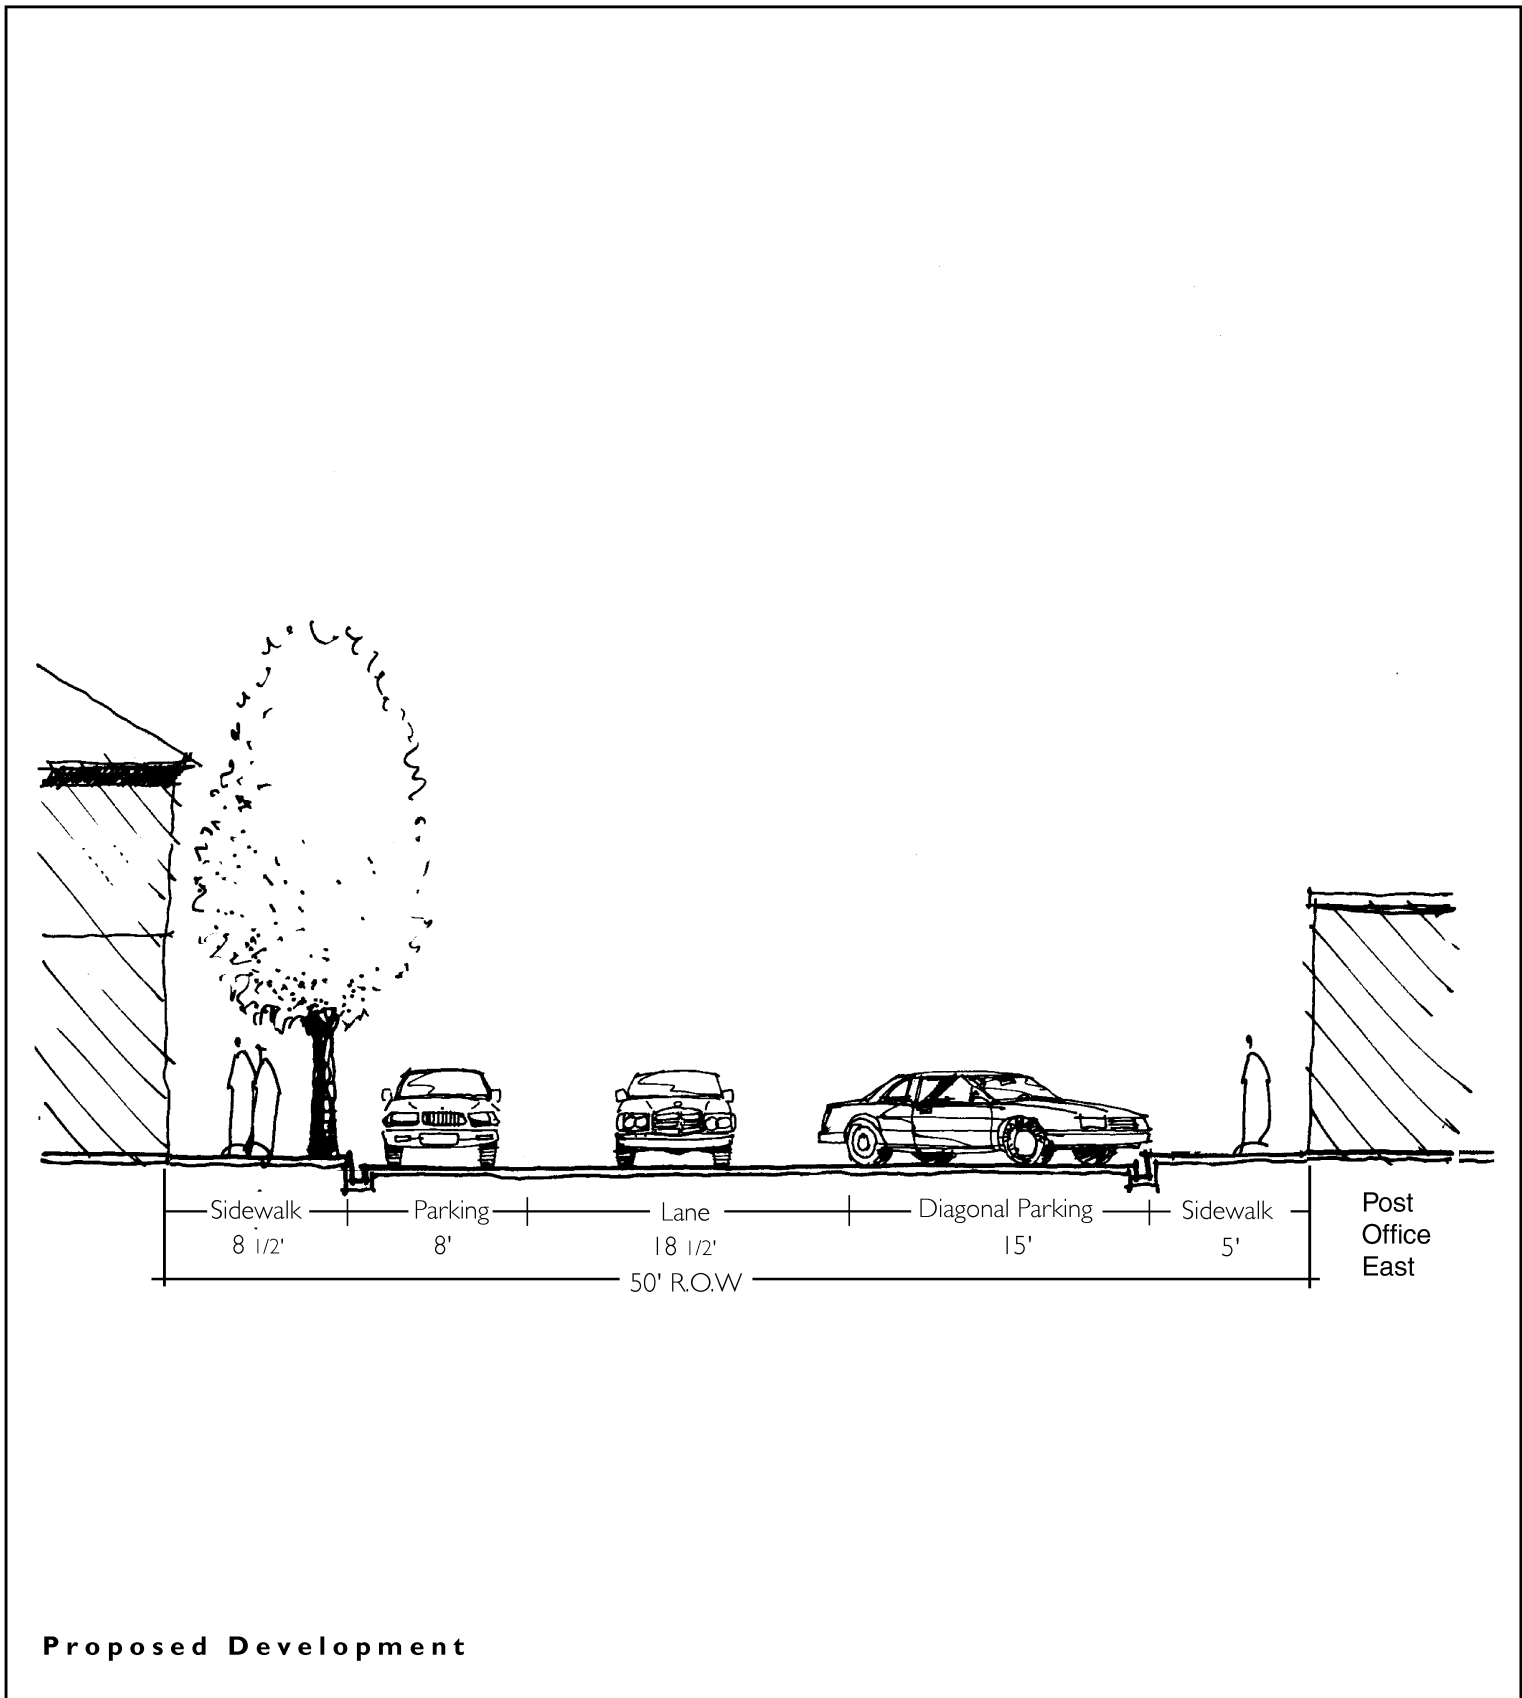 Sidewalk Parking Lane Diagonal Parking Sidewalk
8 1/2' 8' 18 1/2' 15' 5'
50' R.O.W
Post
Office
East
Proposed Development